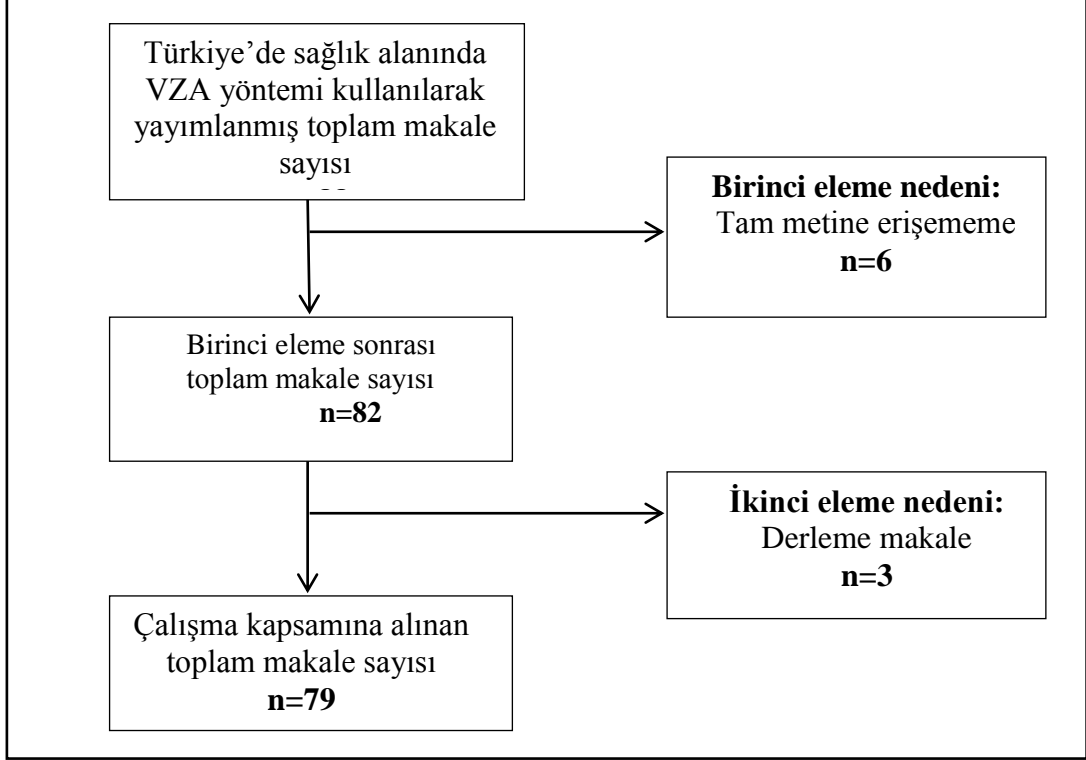 Türkiye'de sağlık alanında
VZA yöntemi kullanılarak
yayımlanmış toplam makale
sayısı
Birinci eleme nedeni:
Tam metine erişememe
n=6
Birinci eleme sonrası
toplam makale sayısı
n=82
İkinci eleme nedeni:
Derleme makale
n=3
Çalışma kapsamına alınan
toplam makale sayısı
n=79